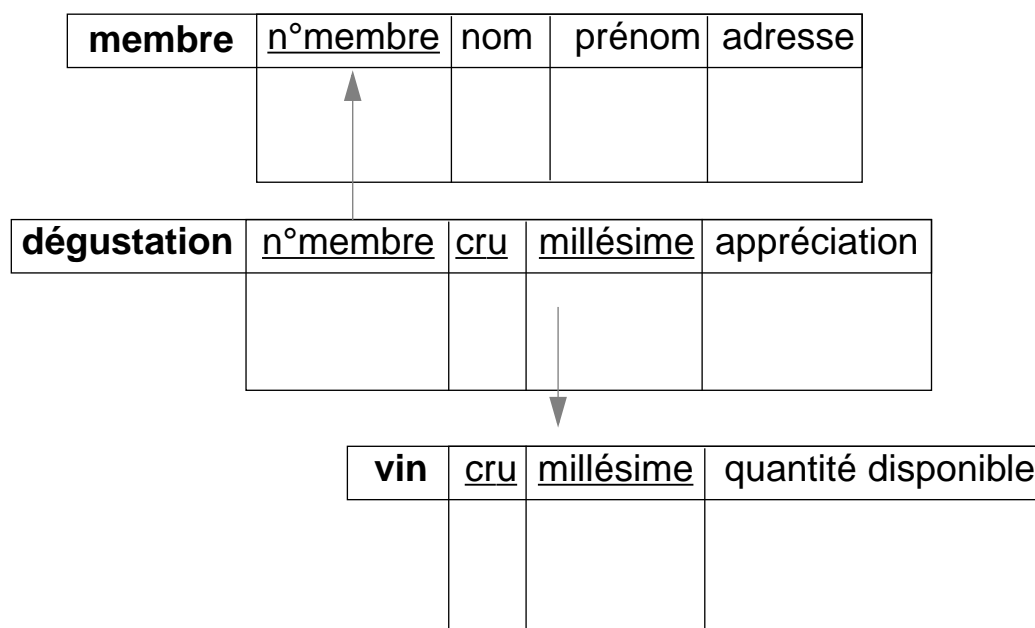 membre n°membre nom prénom adresse
dégustation n°membre cru millésime appréciation
vin cru millésime quantité disponible